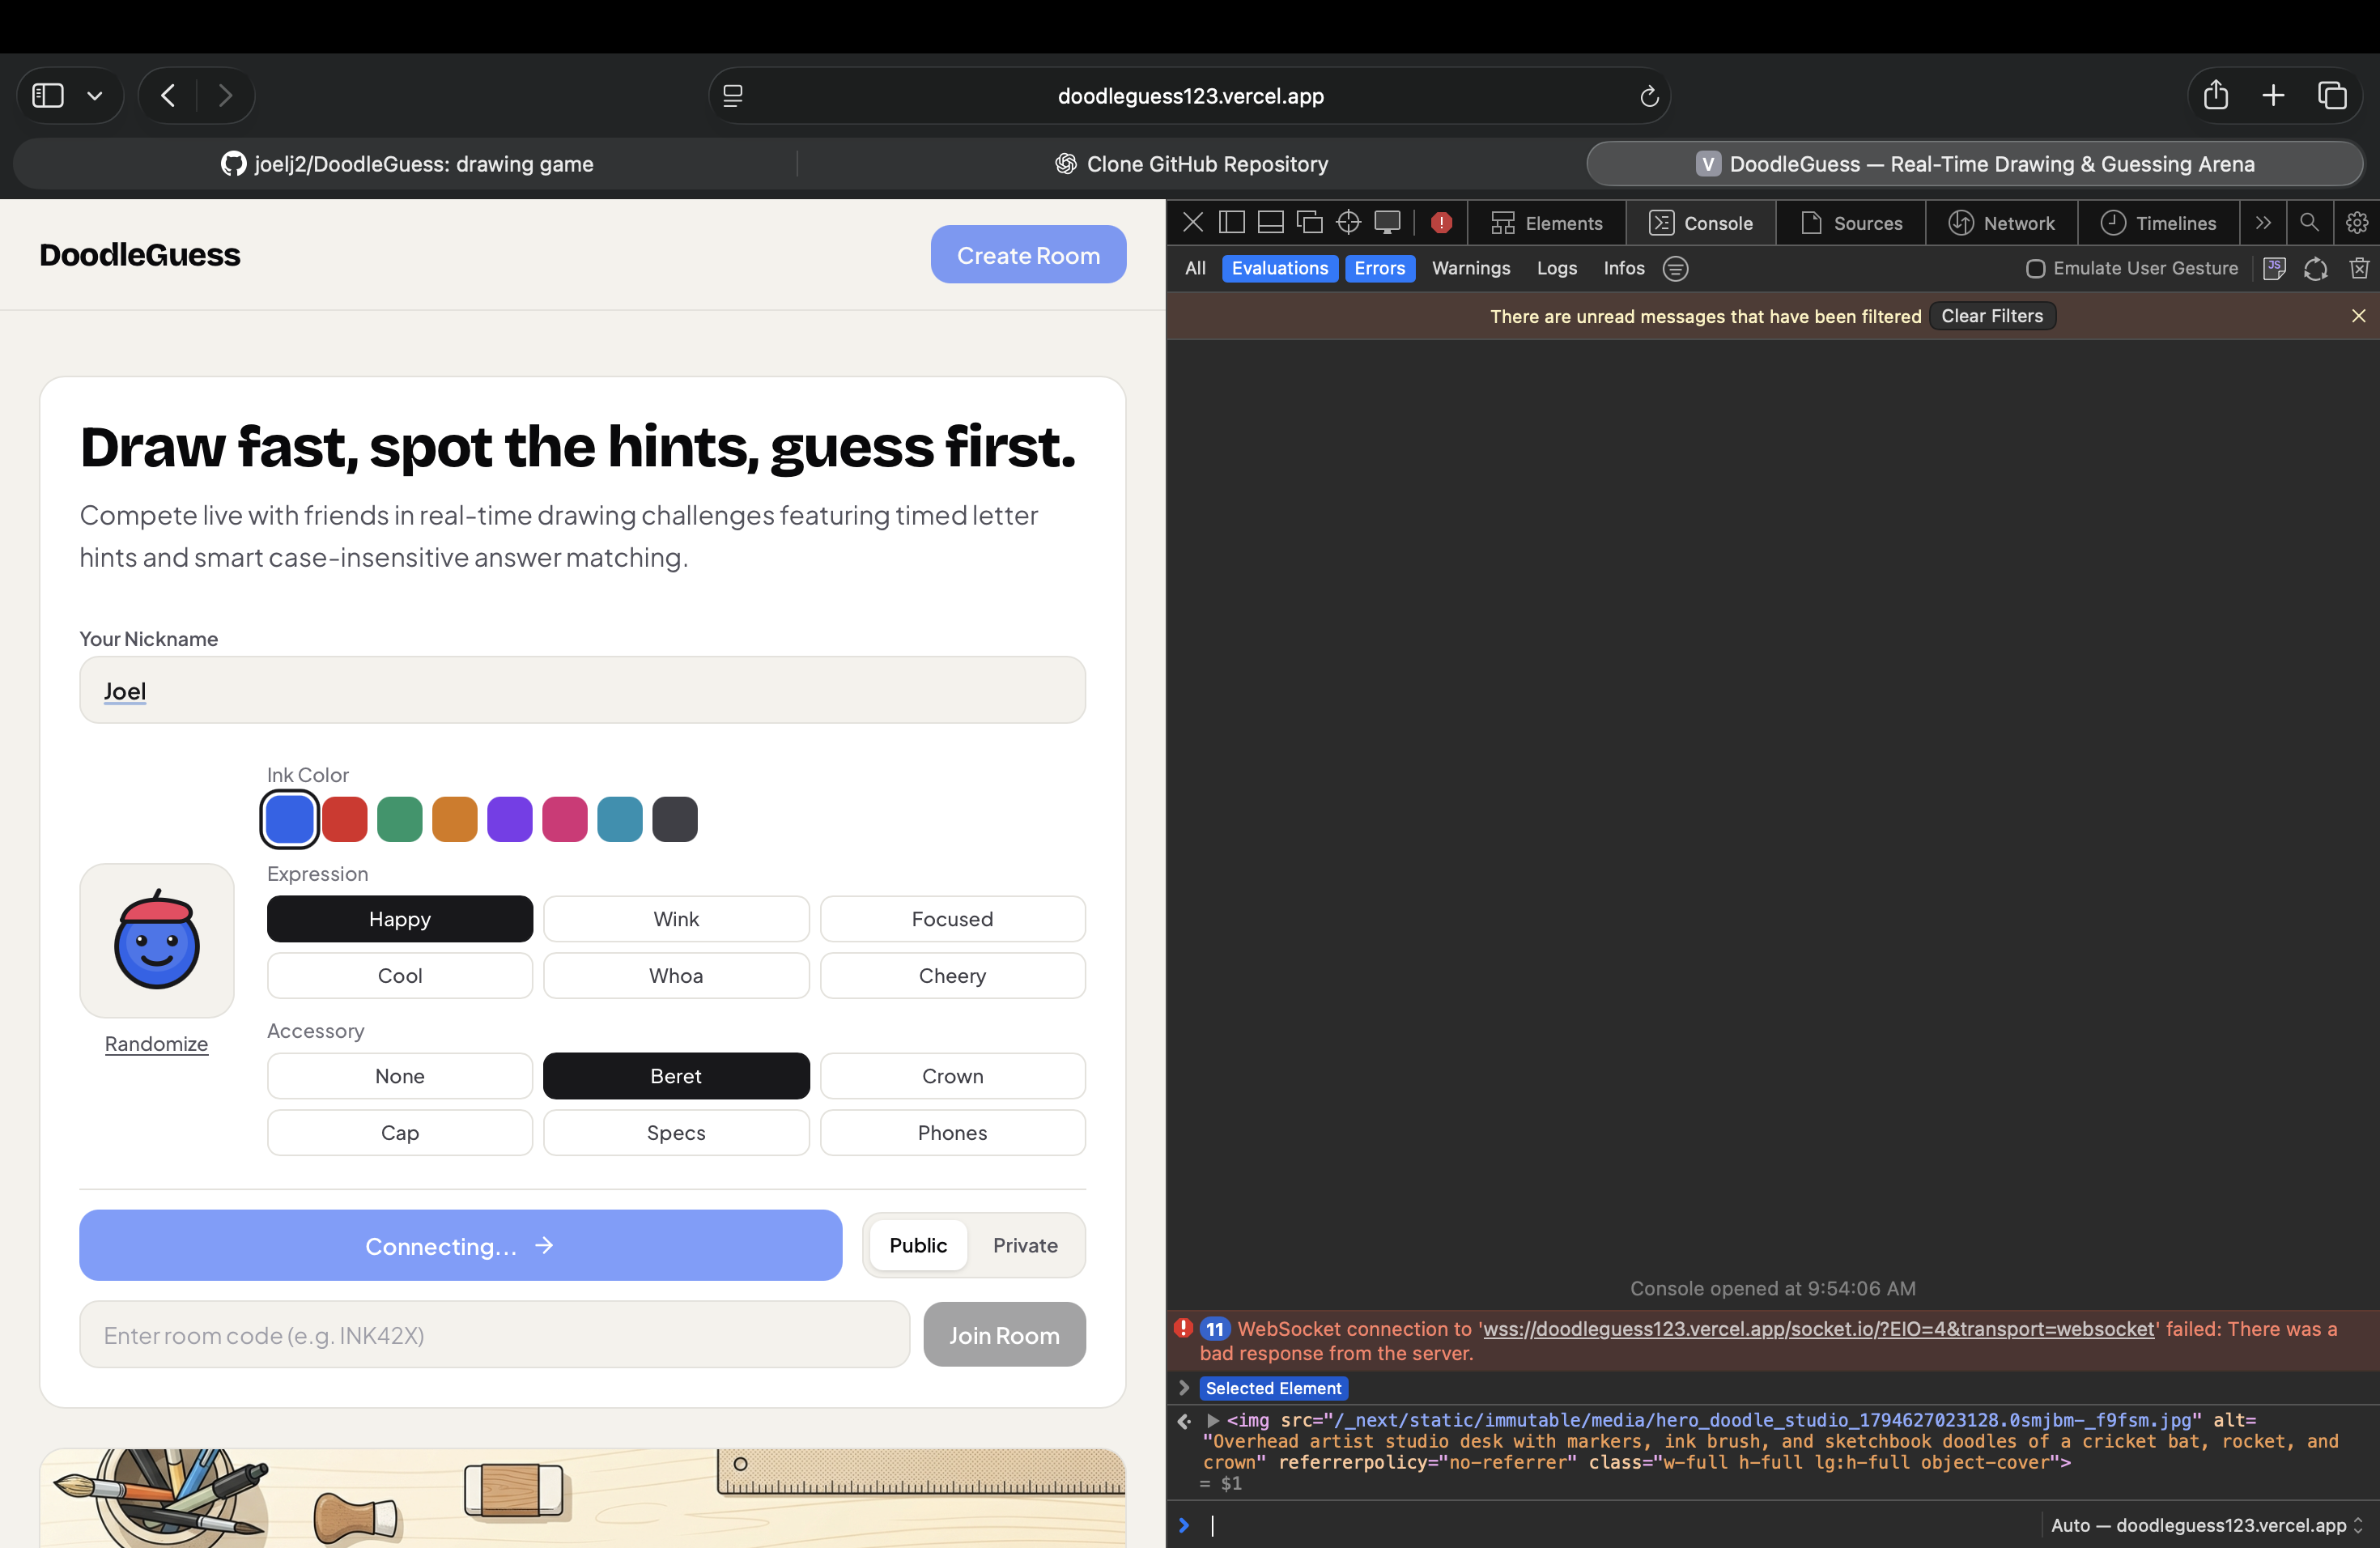 doodleguess123.vercel.app
joelj2/DoodleGuess: drawing game
Clone GitHub Repository
V DoodleGuess — Real-Time Drawing & Guessing Arena
DoodleGuess
Create Room
Draw fast, spot the hints, guess first.
Compete live with friends in real-time drawing challenges featuring timed letter
hints and smart case-insensitive answer matching.
Your Nickname
Joel
Ink Color
Expression
Happy
Wink
Focused
Cool
Whoa
Cheery
Randomize
Accessory
None
Beret
Crown
Cap
Specs
Phones
Connecting... →
Public
Private
Enter room code (e.g. INK42X)
Join Room
Elements
Console
Sources
Network
Timelines
All
Evaluations
Errors
Warnings
Logs
Infos
Emulate User Gesture
JS
There are unread messages that have been filtered
Clear Filters
Console opened at 9:54:06 AM
11 WebSocket connection to 'wss://doodleguess123.vercel.app/socket.io/?EIO=4&transport=websocket' failed: There was a
bad response from the server.
Selected Element
<img src="/_next/static/immutable/media/hero_doodle_studio_1794627023128.0smjbm-_f9fsm.jpg" alt=
"Overhead artist studio desk with markers, ink brush, and sketchbook doodles of a cricket bat, rocket, and
crown" referrerpolicy="no-referrer" class="w-full h-full lg:h-full object-cover">
= $1
Auto — doodleguess123.vercel.app